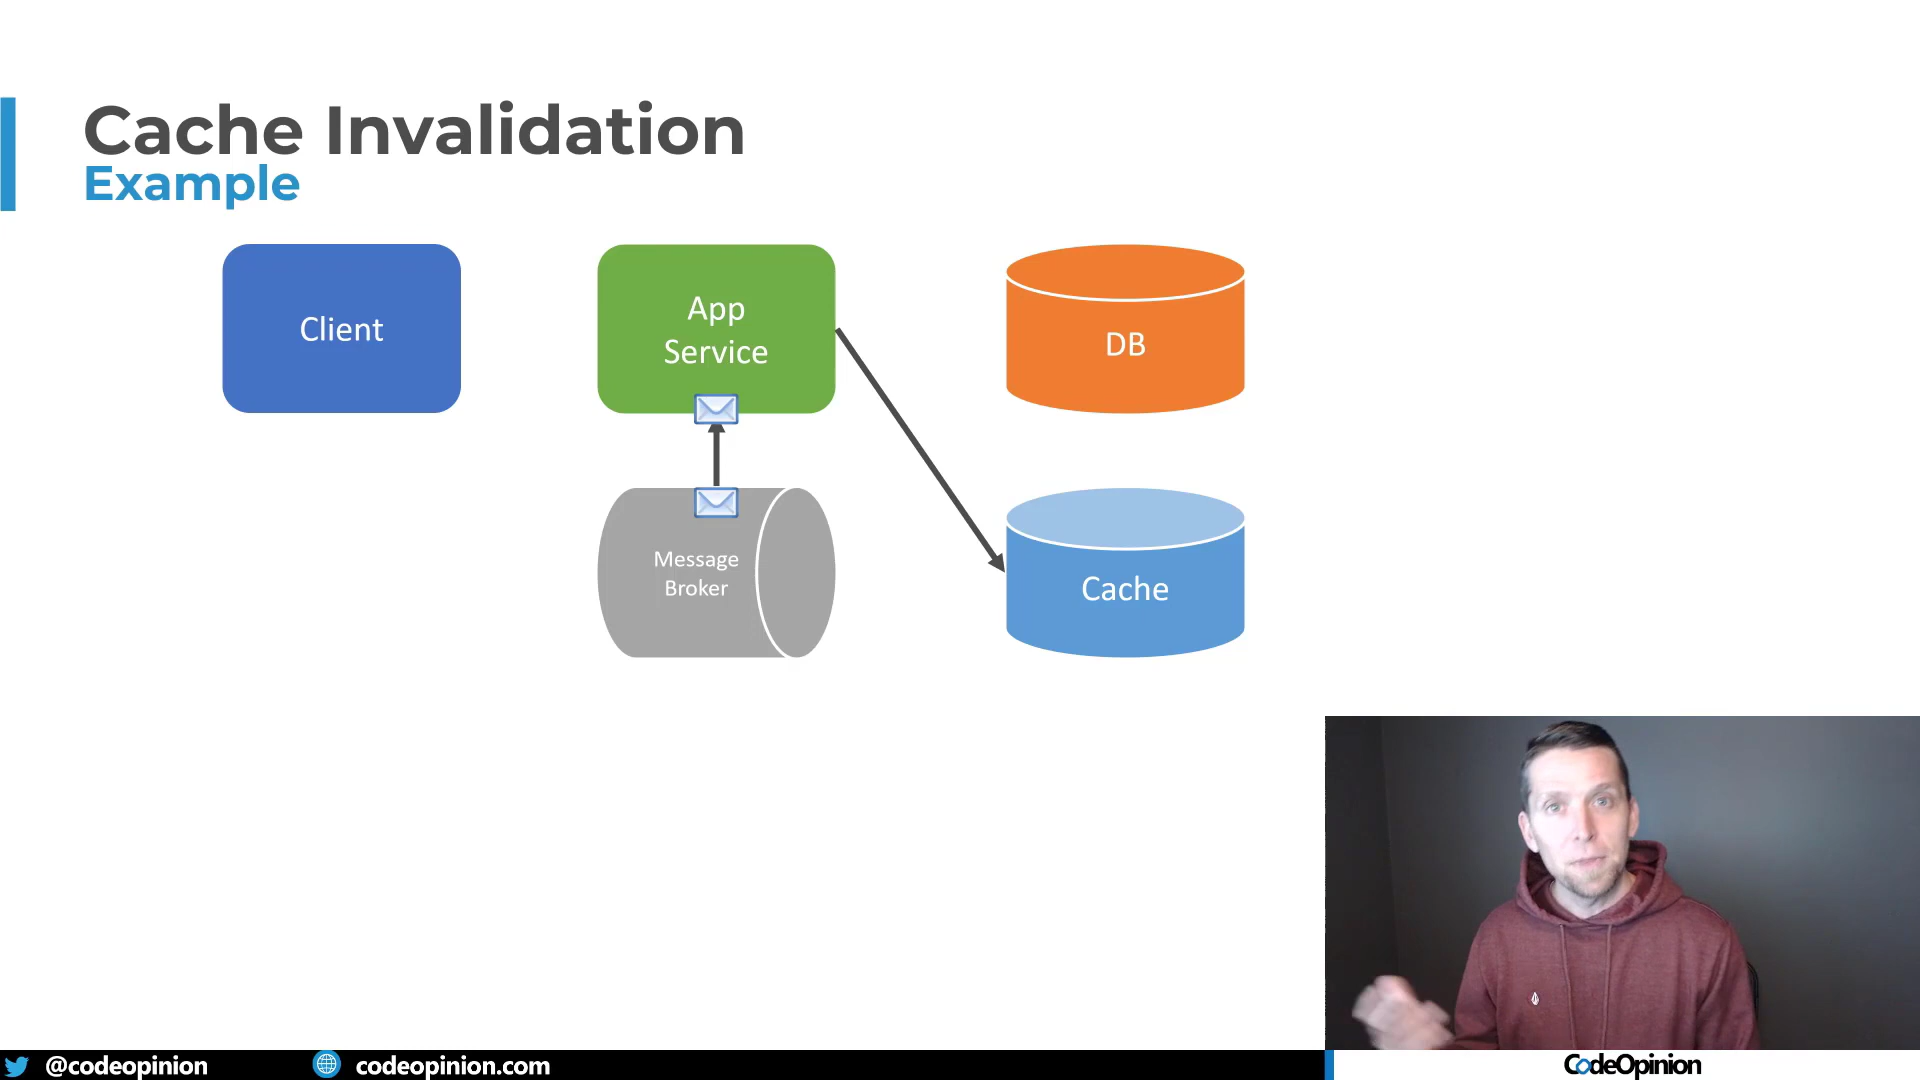 Cache Invalidation
Example
Client
App
Service
DB
Message
Broker
Cache
@codeopinion
codeopinion.com
CodeOpinion